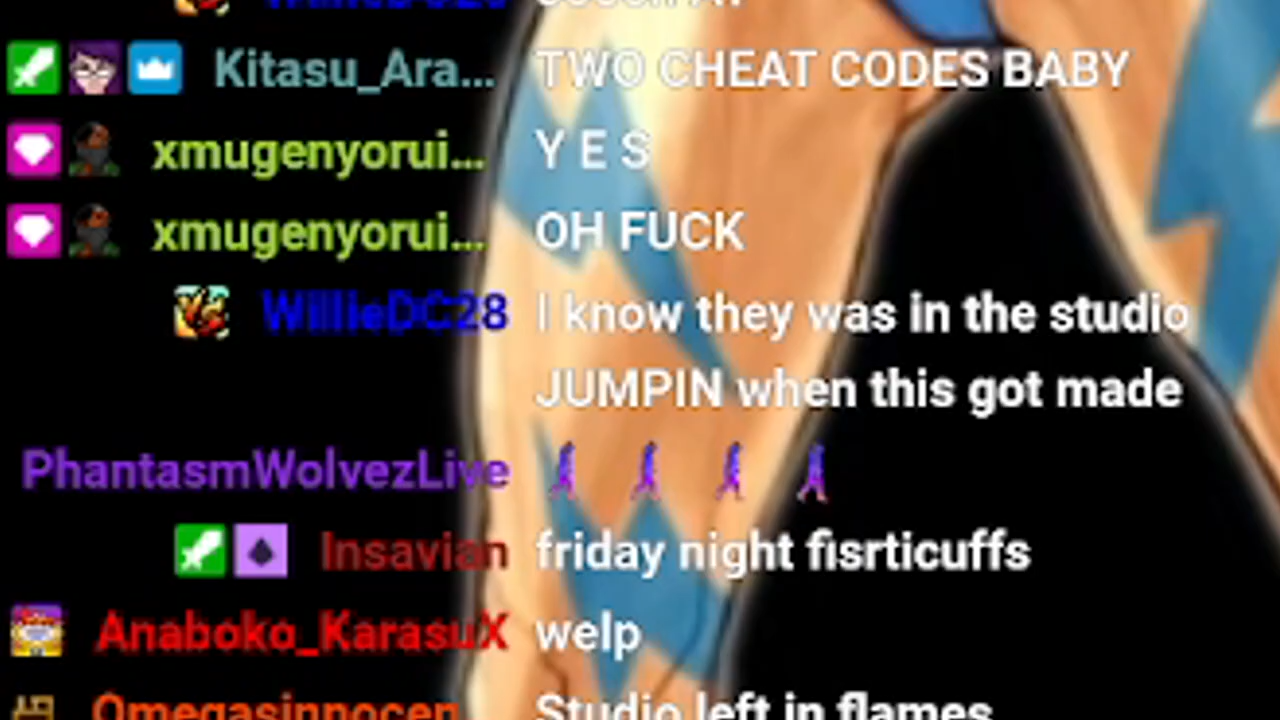 Kitasu_Ara... TWO CHEAT CODES BABY
xmugenyorui... Y E S
xmugenyorui... OH FUCK
WillieDC28 I know they was in the studio
JUMPIN when this got made
PhantasmWolvezLive
Insavian friday night fisrticuffs
Anaboko_KarasuX welp
Omegasinnocen... Studio left in flames